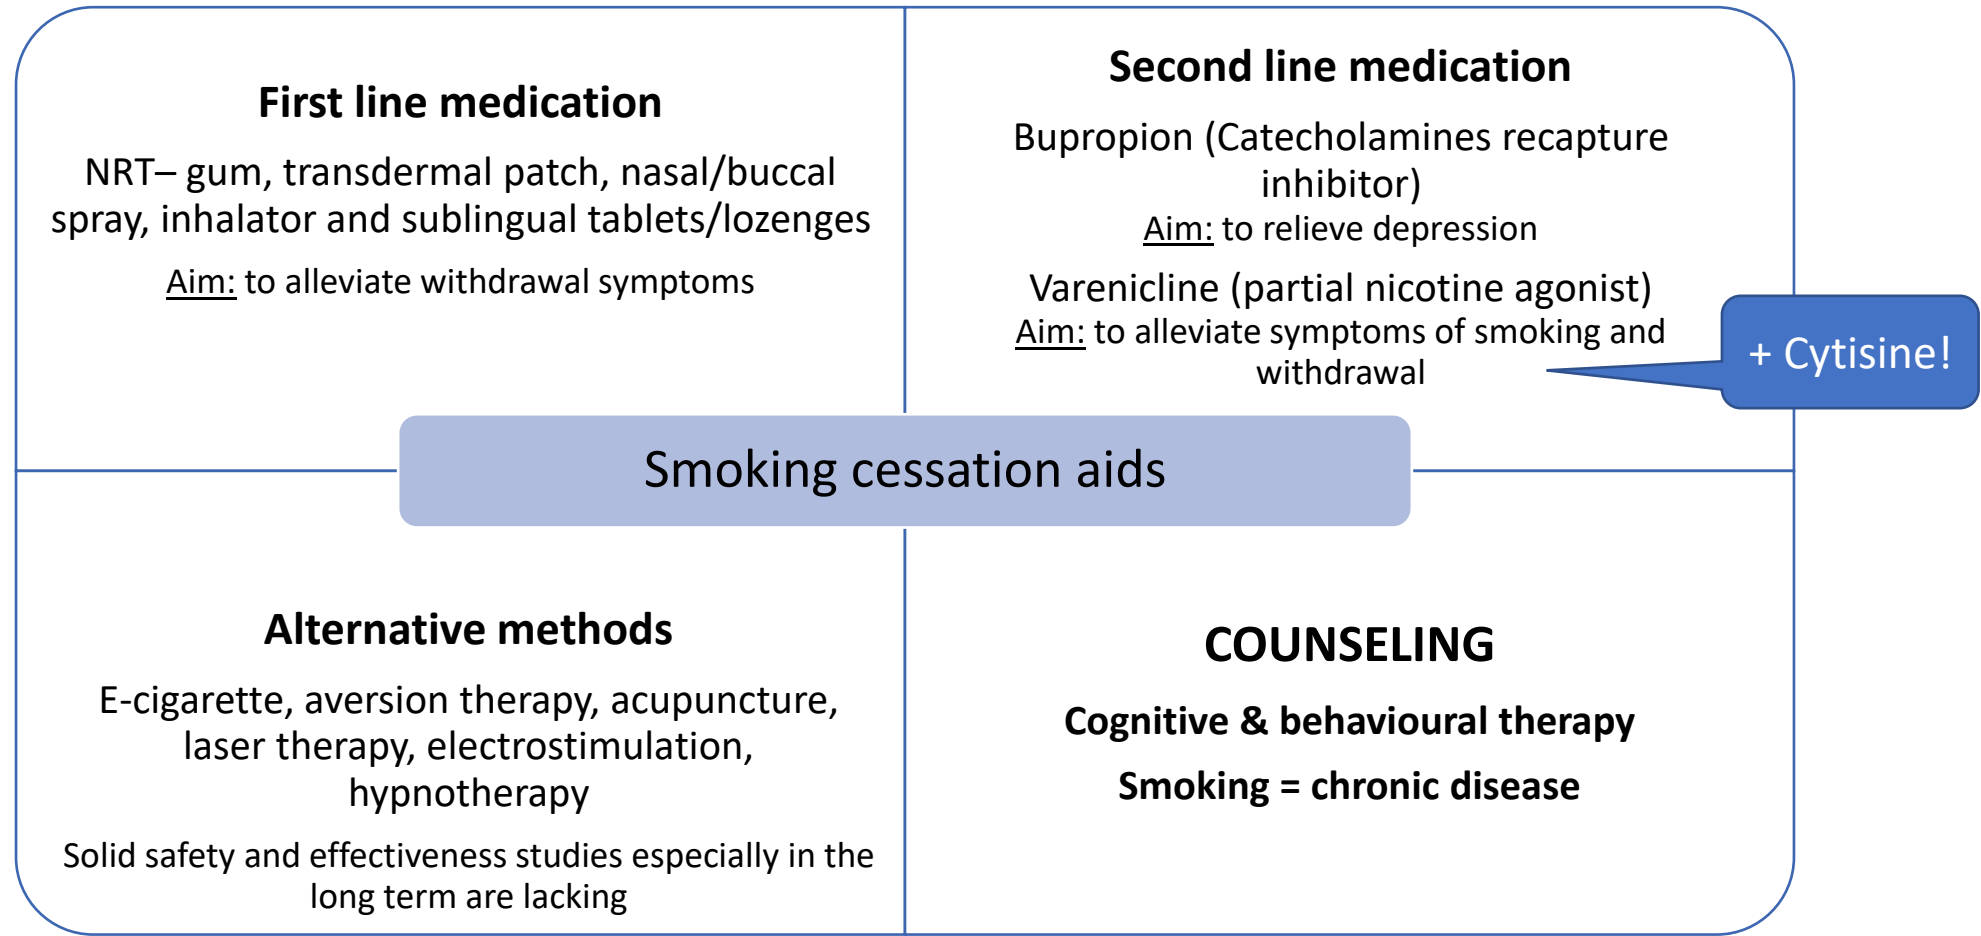 First line medication
NRT– gum, transdermal patch, nasal/buccal
spray, inhalator and sublingual tablets/lozenges
Aim: to alleviate withdrawal symptoms
Second line medication
Bupropion (Catecholamines recapture
inhibitor)
Aim: to relieve depression
Varenicline (partial nicotine agonist)
Aim: to alleviate symptoms of smoking and
withdrawal
+ Cytisine!
Smoking cessation aids
Alternative methods
E-cigarette, aversion therapy, acupuncture,
laser therapy, electrostimulation,
hypnotherapy
Solid safety and effectiveness studies especially in the
long term are lacking
COUNSELING
Cognitive & behavioural therapy
Smoking = chronic disease